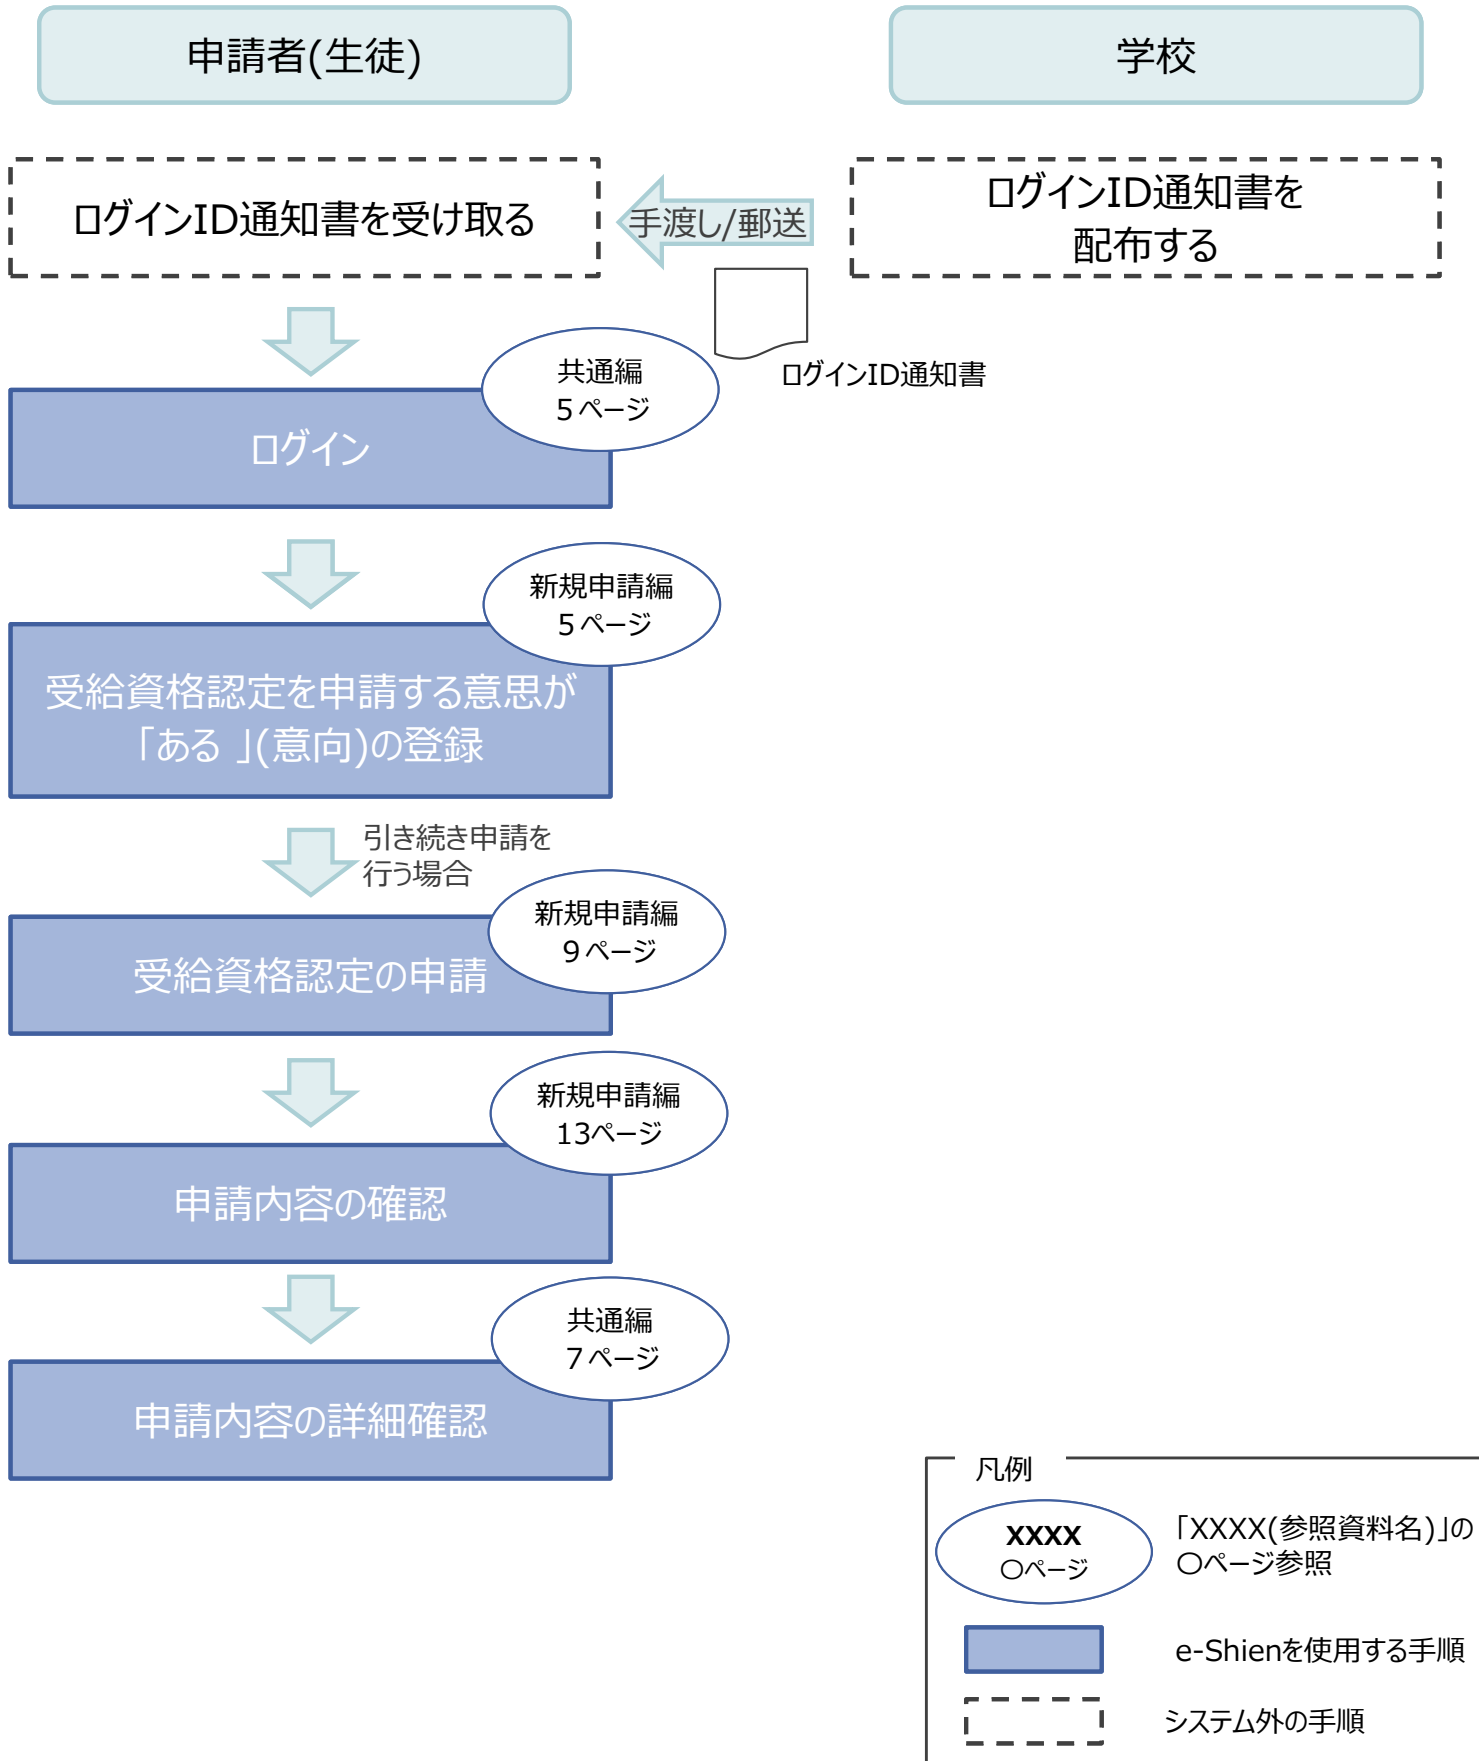 申請者(生徒)
学校
ログインID通知書を受け取る
手渡し/郵送
ログインID通知書を
配布する
ログインID通知書
共通編
5ページ
ログイン
新規申請編
5ページ
受給資格認定を申請する意思が
「ある 」(意向)の登録
引き続き申請を
行う場合
新規申請編
9ページ
受給資格認定の申請
新規申請編
13ページ
申請内容の確認
共通編
7ページ
申請内容の詳細確認
凡例
XXXX
〇ページ
「XXXX(参照資料名)」の
〇ページ参照
e-Shienを使用する手順
システム外の手順